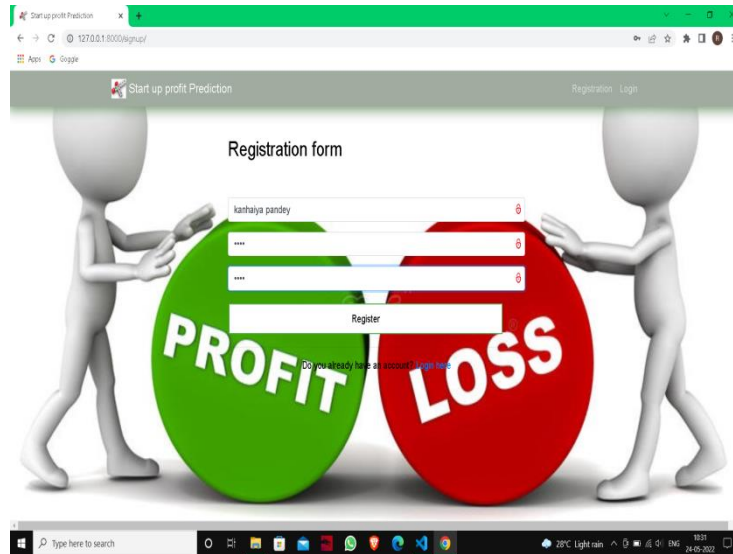 Start up profit Prediction
127.0.0.1:8000/signup/
Apps Google
Start up profit Prediction Registration Login
Registration form
kanhaiya pandey
••••
••••
Register
Do you already have an account? Login here
PROFIT LOSS
Type here to search 28°C Light rain ENG 10:31
24-05-2022